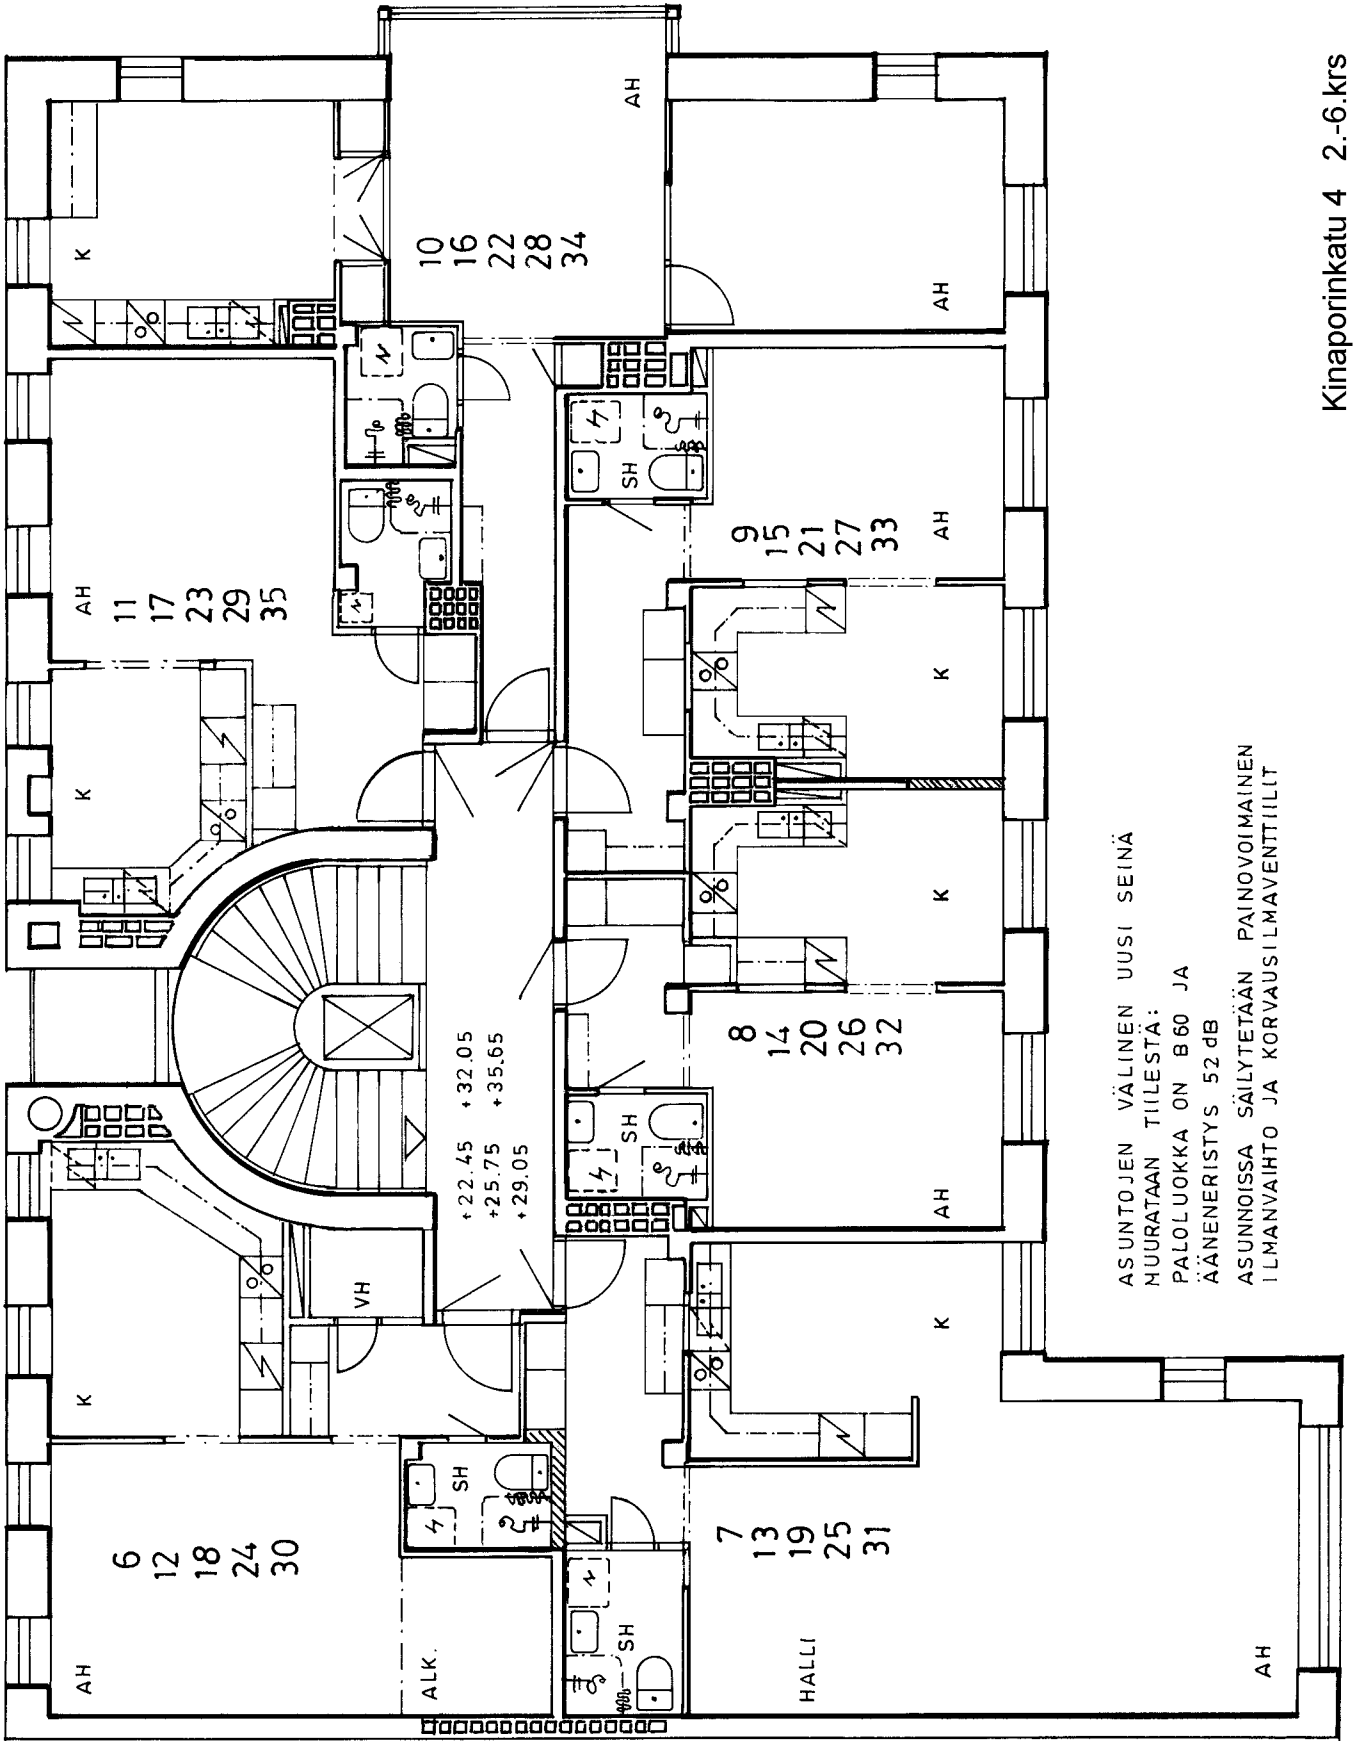 Kinaporinkatu 4 2.-6.krs
K
AH
10
16
22
28
34
AH
AH
11
17
23
29
35
K
SH
9
15
21
27
33
AH
K
+22.45 +32.05
+25.75 +35.65
+29.05
8
14
20
26
32
K
SH
AH
K
VH
SH
6
12
18
24
30
AH
ALK.
7
13
19
25
31
K
SH
HALLI
AH
ASUNTOJEN VÄLINEN UUSI SEINÄ
MUURATAAN TIILESTÄ:
PALOLUOKKA ON B60 JA
ÄÄNENERISTYS 52 dB
ASUNNOISSA SÄILYTETÄÄN PAINOVOIMAINEN
ILMANVAIHTO JA KORVAUSILMAVENTTIILIT